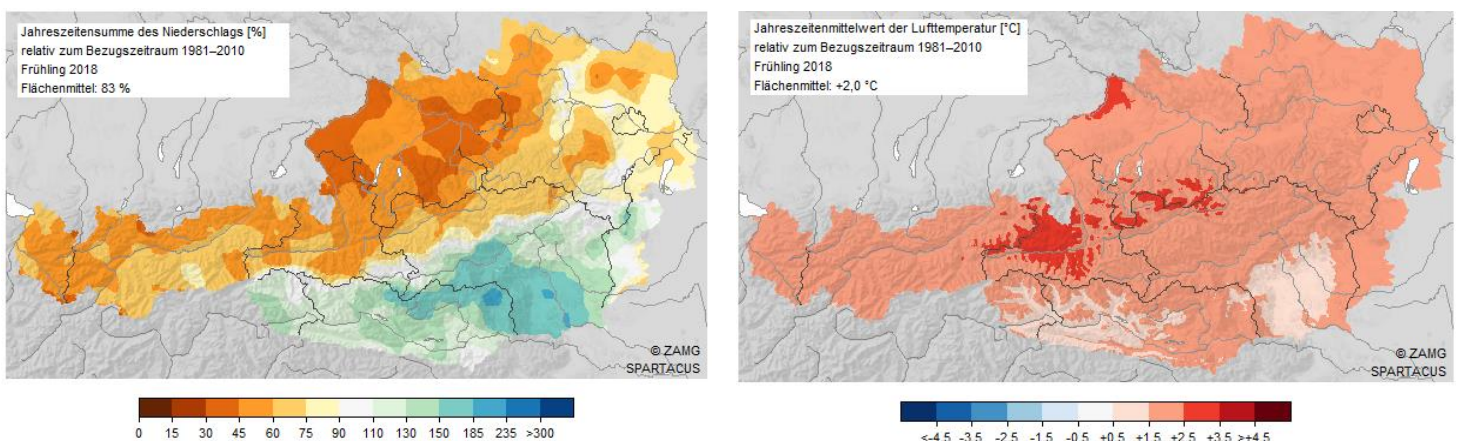 Jahreszeitensumme des Niederschlags [%]
relativ zum Bezugszeitraum 1981–2010
Frühling 2018
Flächenmittel: 83 %
© ZAMG
SPARTACUS
0 15 30 45 60 75 90 110 130 150 185 235 >300
Jahreszeitenmittelwert der Lufttemperatur [°C]
relativ zum Bezugszeitraum 1981–2010
Frühling 2018
Flächenmittel: +2,0 °C
© ZAMG
SPARTACUS
<-4.5 -3.5 -2.5 -1.5 -0.5 +0.5 +1.5 +2.5 +3.5 >+4.5